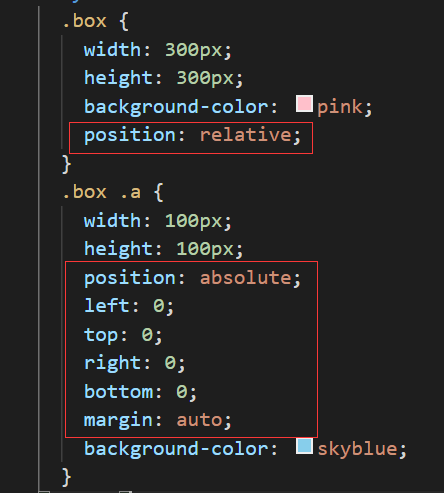 .box {
width: 300px;
height: 300px;
background-color: pink;
position: relative;
}
.box .a {
width: 100px;
height: 100px;
position: absolute;
left: 0;
top: 0;
right: 0;
bottom: 0;
margin: auto;
background-color: skyblue;
}